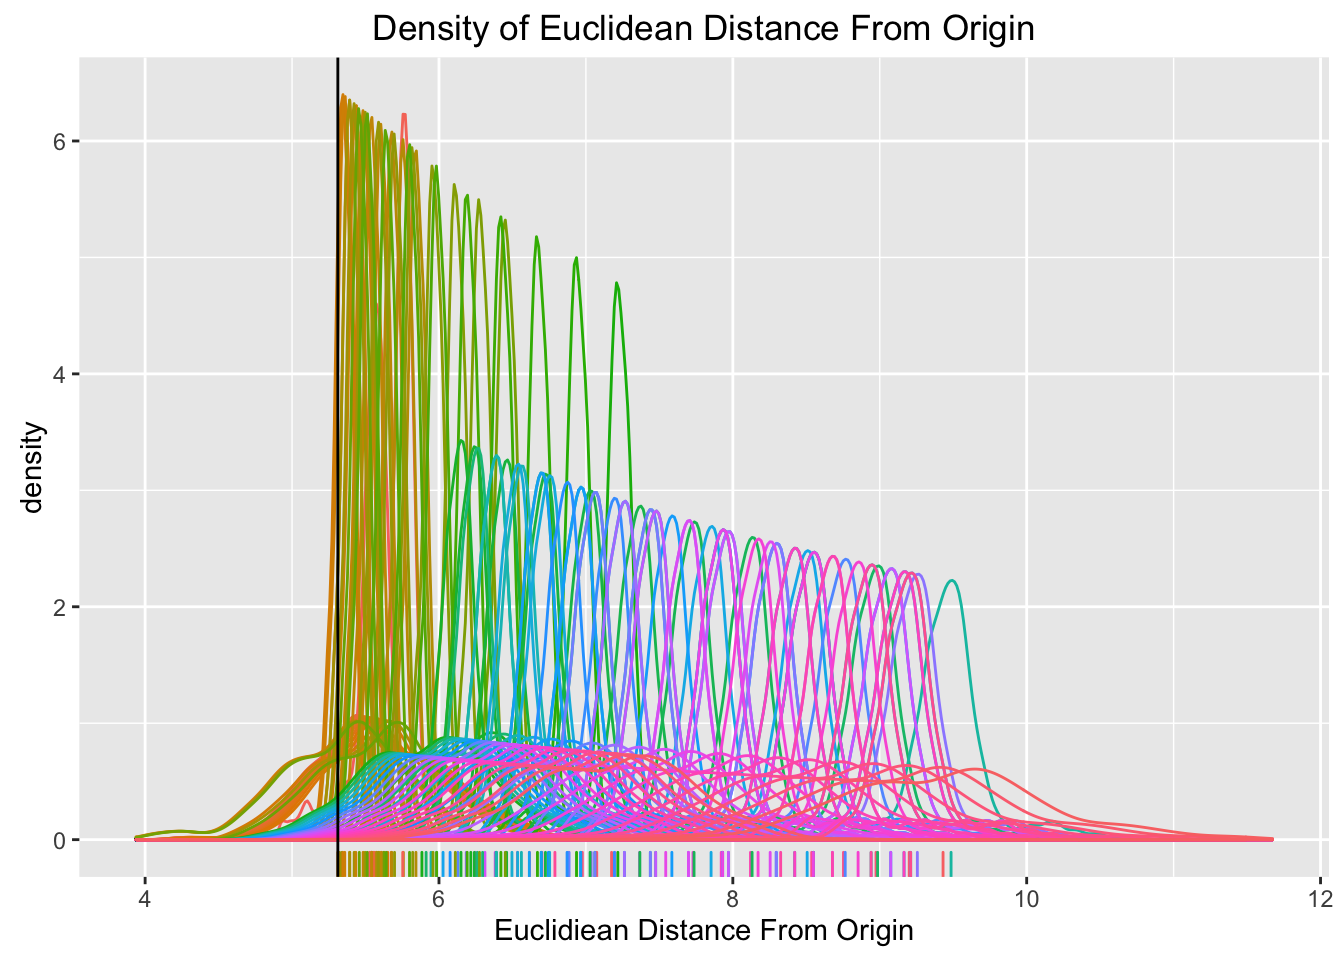 Density of Euclidean Distance From Origin
6
4
2
0
density
4 6 8 10 12
Euclidiean Distance From Origin